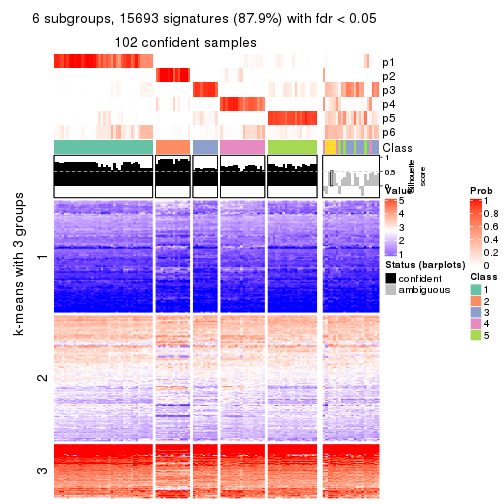 6 subgroups, 15693 signatures (87.9%) with fdr < 0.05
102 confident samples
p1
p2
p3
p4
p5
p6
Class
1
0.5
0
Silhouette
score
k-means with 3 groups
1
2
3
Value
5
4
3
2
1
Status (barplots)
confident
ambiguous
Prob
1
0.8
0.6
0.4
0.2
0
Class
1
2
3
4
5